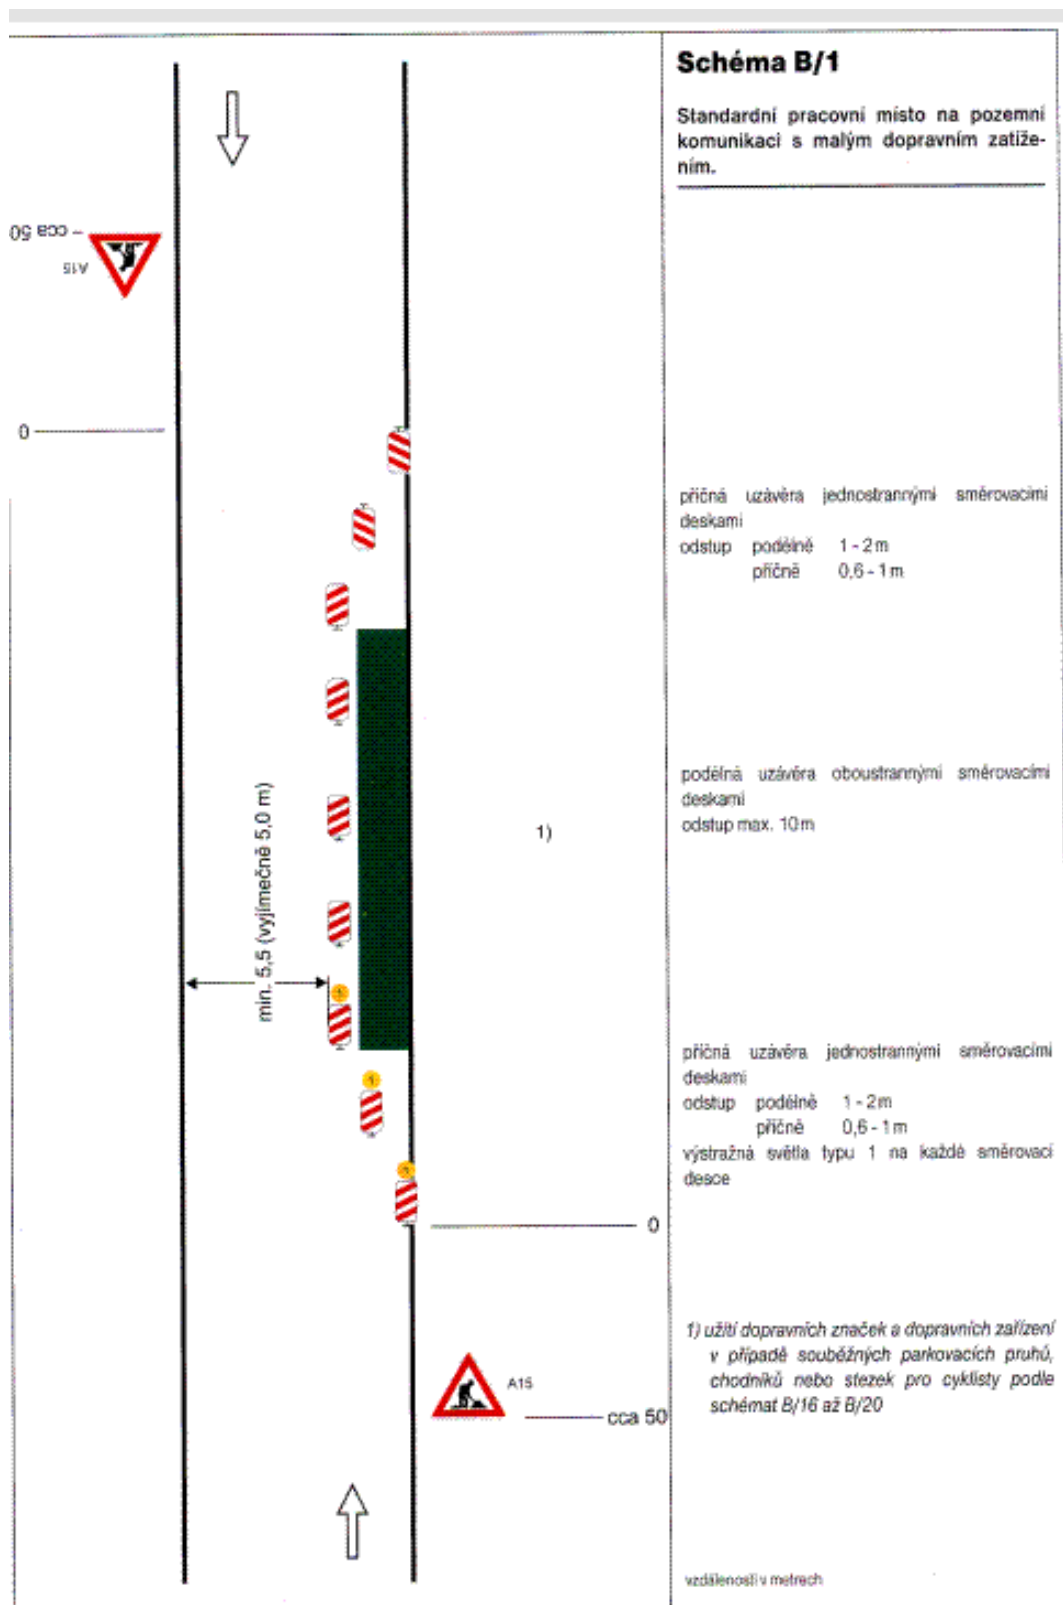 Schéma B/1
Standardní pracovní místo na pozemní
komunikaci s malým dopravním zatíže-
ním.
cca 50
A15
0
příčná uzávěra jednostrannými směrovacími
deskami
odstup podélně 1 - 2 m
příčně 0,6 - 1 m
podélná uzávěra oboustrannými směrovacími
deskami
odstup max. 10 m
min. 5,5 (vyjímečně 5,0 m)
1)
1
příčná uzávěra jednostrannými směrovacími
deskami
odstup podélně 1 - 2 m
příčně 0,6 - 1 m
výstražná světla typu 1 na každé směrovací
desce
1
1
0
1) užití dopravních značek a dopravních zařízení
v případě souběžných parkovacích pruhů,
chodníků nebo stezek pro cyklisty podle
schémat B/16 až B/20
A15
cca 50
vzdálenosti v metrech